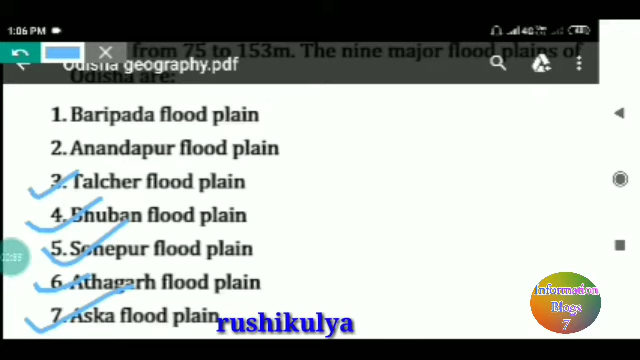 1:06 PM
from 75 to 153m. The nine major flood plains of
Odisha are:
Odisha geography.pdf
1. Baripada flood plain
2. Anandapur flood plain
3. Talcher flood plain
4. Bhuban flood plain
5. Sonepur flood plain
6. Athagarh flood plain
7. Aska flood plain
rushikulya
Information
Blogs
7